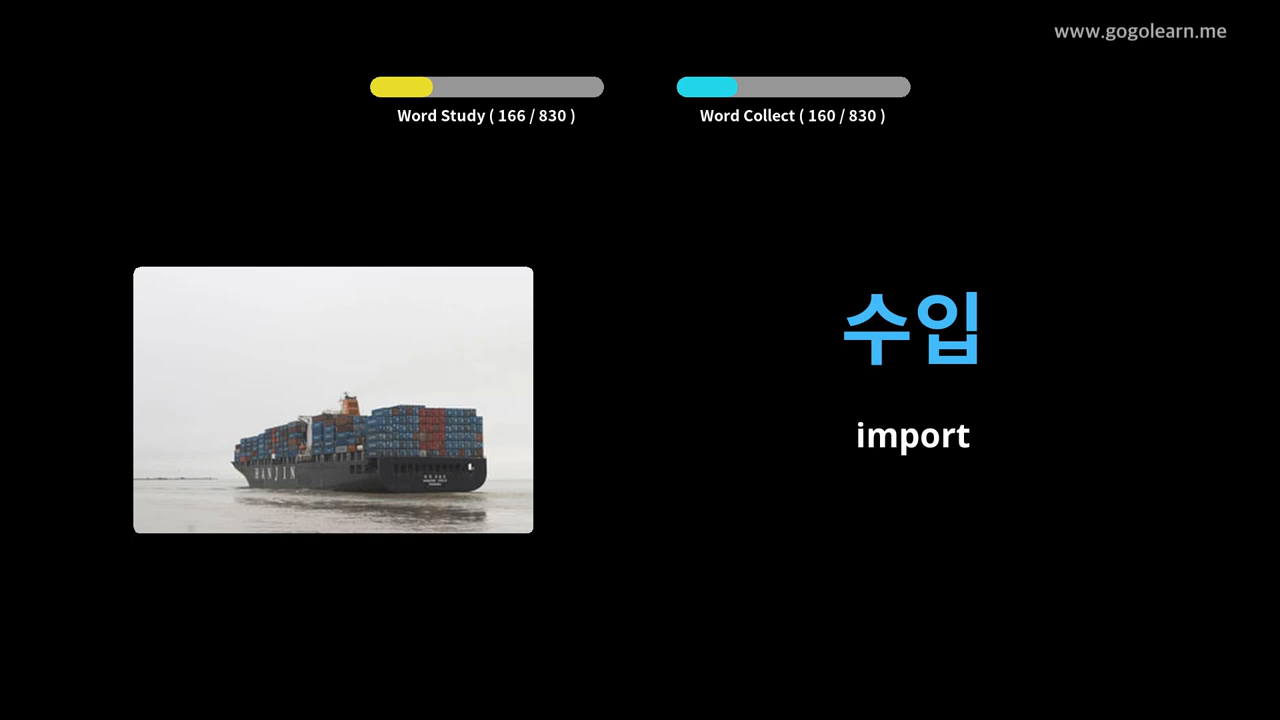 www.gogolearn.me
Word Study ( 166 / 830 )
Word Collect ( 160 / 830 )
수입
import
HANJIN